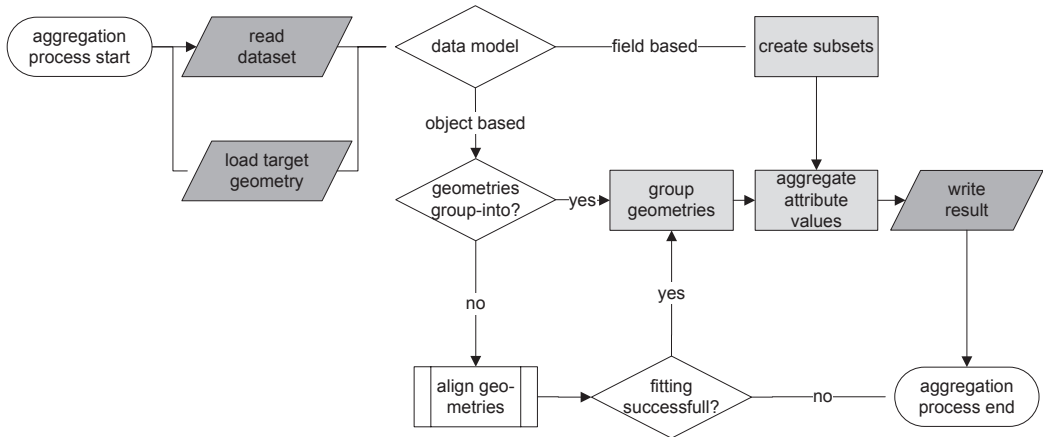 aggregation
process start
read
dataset
data model
field based
create subsets
load target
geometry
object based
geometries
group-into?
yes
group
geometries
aggregate
attribute
values
write
result
no
yes
align geo-
metries
fitting
successfull?
no
aggregation
process end